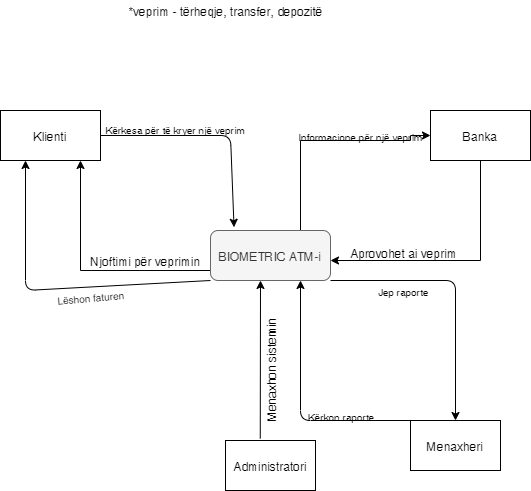 *veprim - tërheqje, transfer, depozitë
Klienti
Kërkesa për të kryer një veprim
Informacione për një veprim
Banka
BIOMETRIC ATM-i
Aprovohet ai veprim
Njoftimi për veprimin
Lëshon faturen
Jep raporte
Menaxhon sistemin
Kërkon raporte
Menaxheri
Administratori